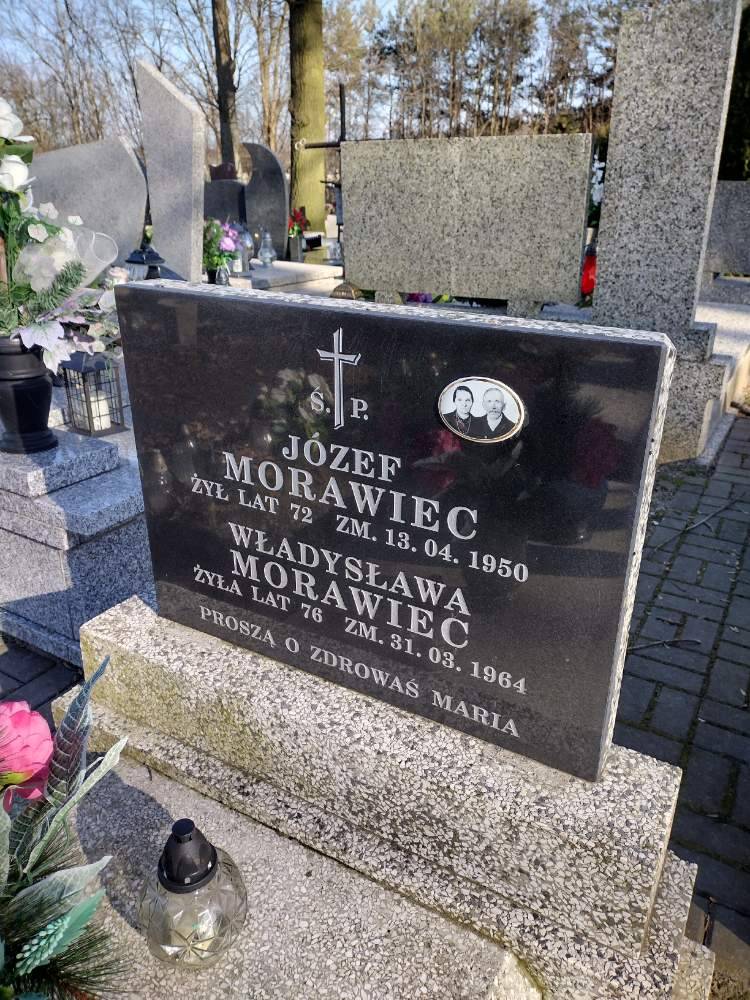 Ś. P.
JÓZEF
MORAWIEC
ŻYŁ LAT 72 ZM. 13. 04. 1950
WŁADYSŁAWA
MORAWIEC
ŻYŁA LAT 76 ZM. 31. 03. 1964
PROSZĄ O ZDROWAŚ MARIA